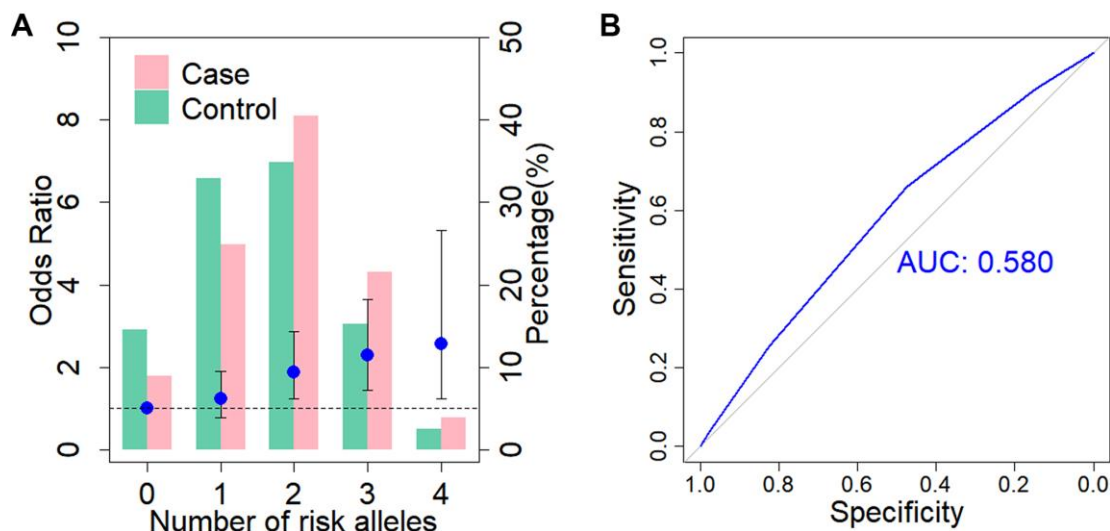 A
Odds Ratio
10
8
6
4
2
0
Case
Control
50
40
30
20
10
0
Percentage(%)
0 1 2 3 4
Number of risk alleles
B
Sensitivity
1.0
0.8
0.6
0.4
0.2
0.0
AUC: 0.580
1.0 0.8 0.6 0.4 0.2 0.0
Specificity